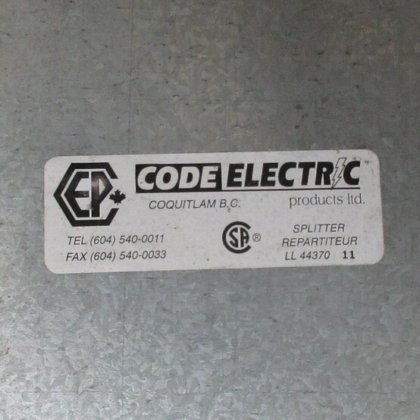 CEP CODE ELECTRIC
COQUITLAM B.C. products ltd.
TEL (604) 540-0011 SPLITTER
FAX (604) 540-0033 REPARTITEUR
SA ® LL 44370 11